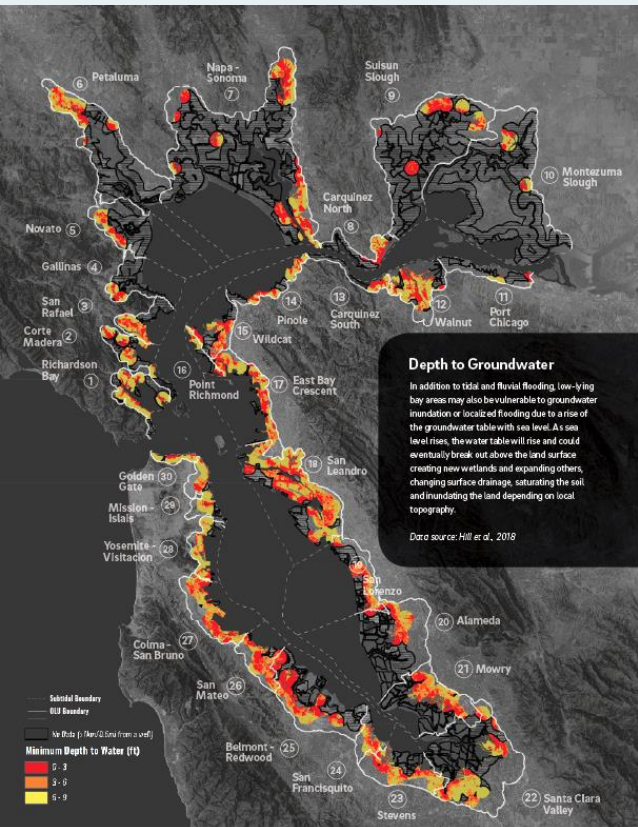 Petaluma
6
Napa -
Sonoma
7
Suisun
Slough
9
10
Montezuma
Slough
Novato
5
Carquinez
North
8
Gallinas
4
San
Rafael
3
14
Pinole
13
Carquinez
South
12
Walnut
11
Port
Chicago
Corte
Madera
2
15
Wildcat
Richardson
Bay
1
16
Point
Richmond
17
East Bay
Crescent
Depth to Groundwater
In addition to tidal and fluvial flooding, low-lying
bay areas may also be vulnerable to groundwater
inundation or localized flooding due to a rise of
the groundwater table with sea level. As sea
level rises, the water table will rise and could
eventually break out above the land surface
creating new wetlands and expanding others,
changing surface drainage, saturating the soil
and inundating the land depending on local
topography.
Data source: Hill et al., 2018
18
San
Leandro
Golden
Gate
30
Mission -
Islais
29
Yosemite -
Visitacion
28
19
San
Lorenzo
20
Alameda
27
Colma -
San Bruno
21
Mowry
San
Mateo
26
Belmont -
Redwood
25
San
Francisquito
24
23
Stevens
22
Santa Clara
Valley
Subtidal Boundary
OLU Boundary
No Data (> 1km/0.6mi from a well)
Minimum Depth to Water (ft)
0 - 3
3 - 6
6 - 9